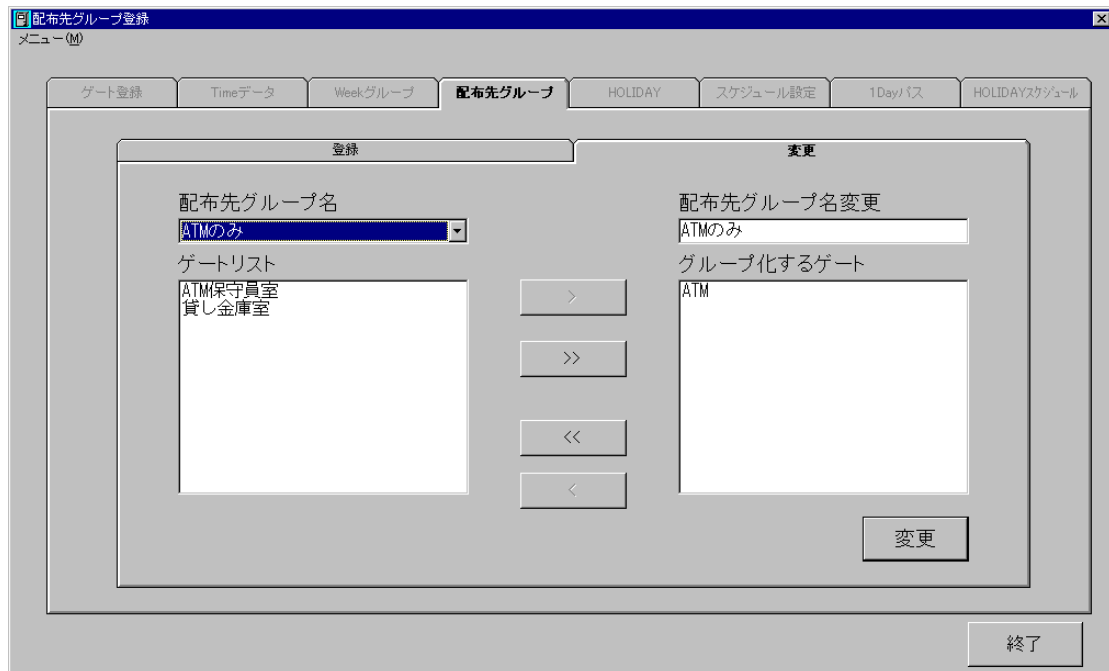 配布先グループ登録
メニュー(M)
ゲート登録
Timeデータ
Weekグループ
配布先グループ
HOLIDAY
スケジュール設定
1Dayパス
HOLIDAYスケジュール
登録
変更
配布先グループ名
ATMのみ
配布先グループ名変更
ATMのみ
ゲートリスト
ATM保守員室
貸し金庫室
>
>>
<<
<
グループ化するゲート
ATM
変更
終了